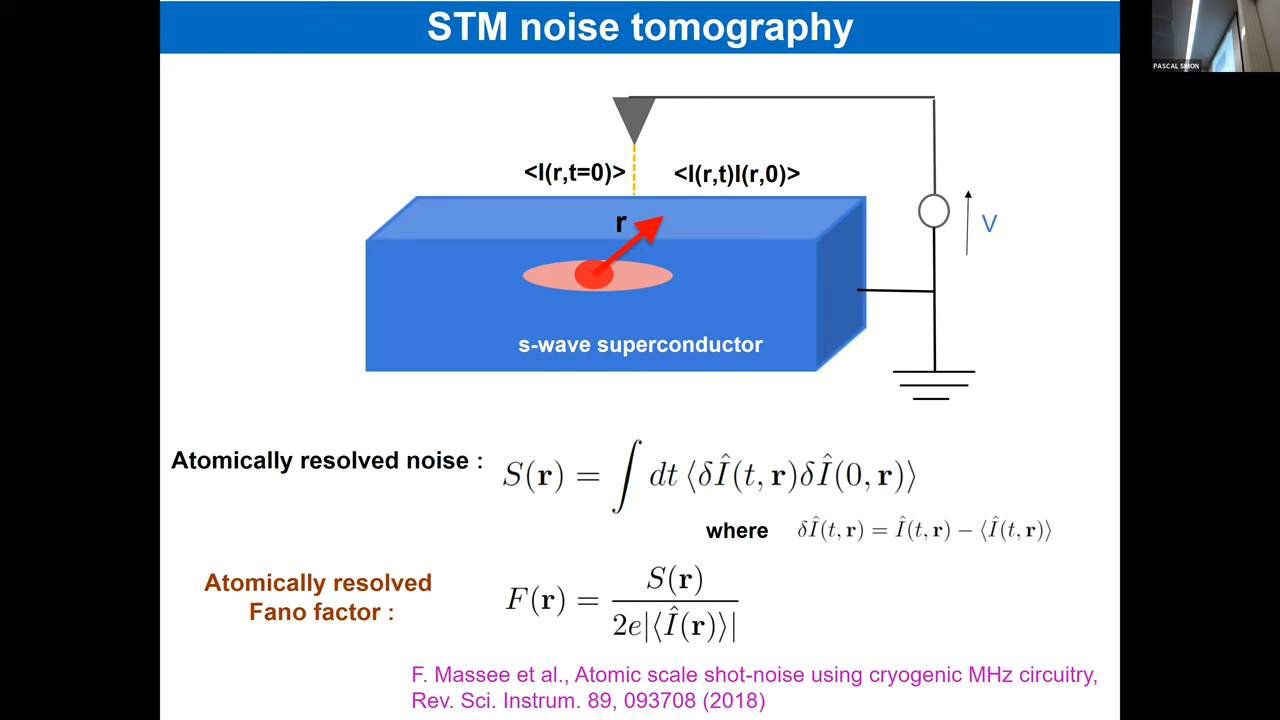 STM noise tomography
PASCAL SIMON
<I(r,t=0)>
<I(r,t)I(r,0)>
r
V
s-wave superconductor
Atomically resolved noise :
S(𝐫) = ∫ dt ⟨δÎ(t, 𝐫)δÎ(0, 𝐫)⟩
where δÎ(t, 𝐫) = Î(t, 𝐫) − ⟨Î(t, 𝐫)⟩
Atomically resolved
Fano factor :
F(𝐫) = S(𝐫) / 2e|⟨Î(𝐫)⟩|
F. Massee et al., Atomic scale shot-noise using cryogenic MHz circuitry,
Rev. Sci. Instrum. 89, 093708 (2018)